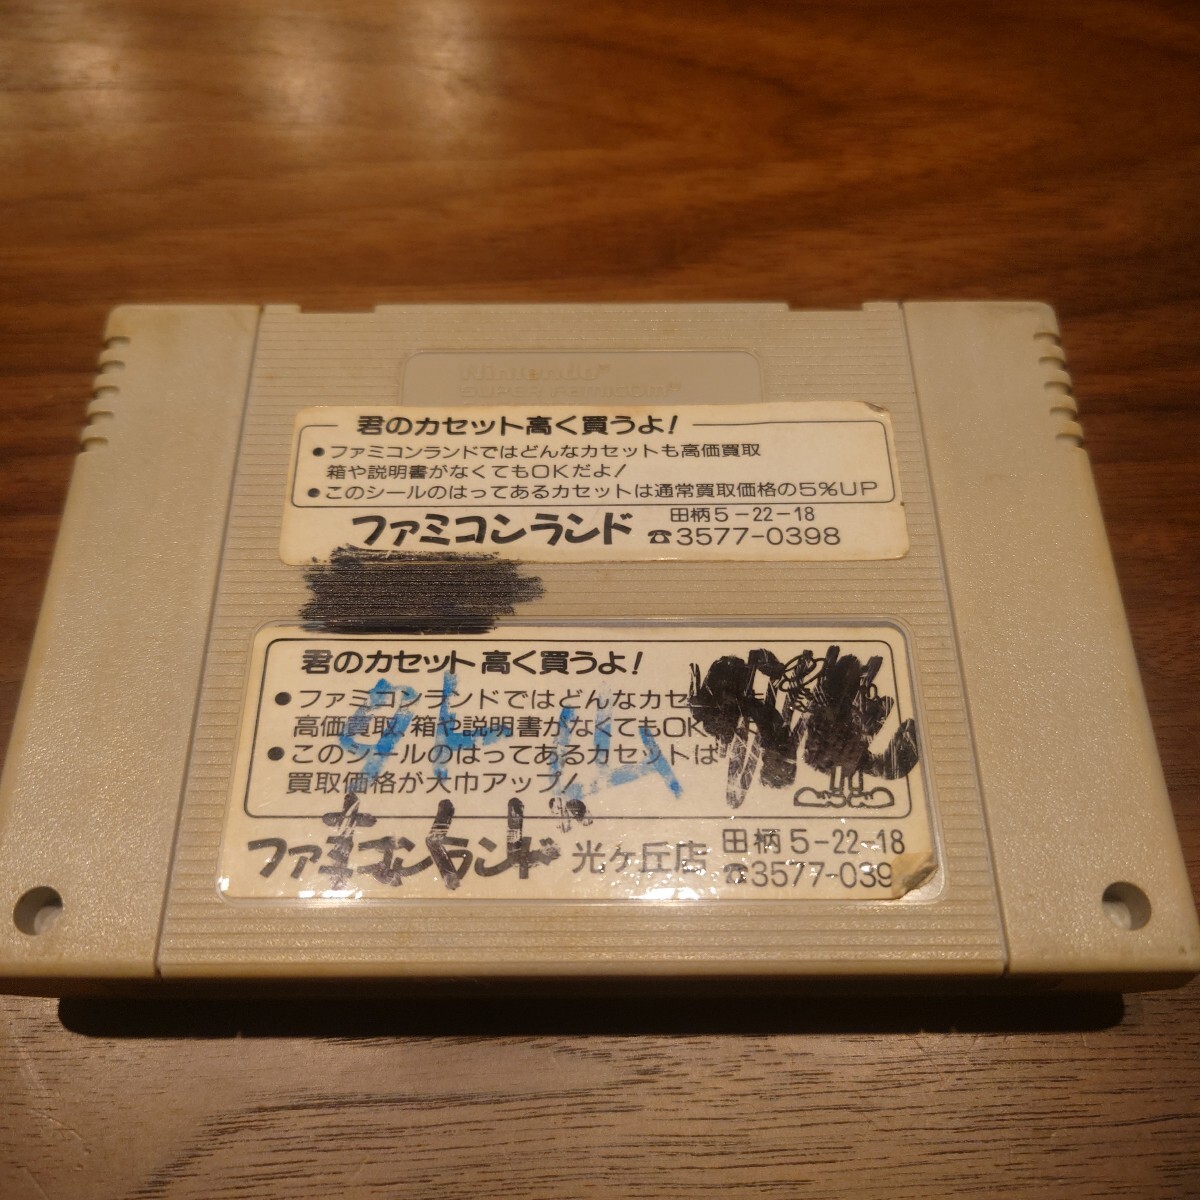 Nintendo®
SUPER Famicom®
君のカセット高く買うよ!
●ファミコンランドではどんなカセットも高価買取
箱や説明書がなくてもOKだよ!
●このシールのはってあるカセットは通常買取価格の5%UP
ファミコンランド 田柄5-22-18
☎3577-0398
君のカセット高く買うよ!
●ファミコンランドではどんなカセ
高価買取、箱や説明書がなくてもOK
●このシールのはってあるカセットは
買取価格が大巾アップ!
ファミコンランド 光ヶ丘店 田柄5-22-18
☎3577-039